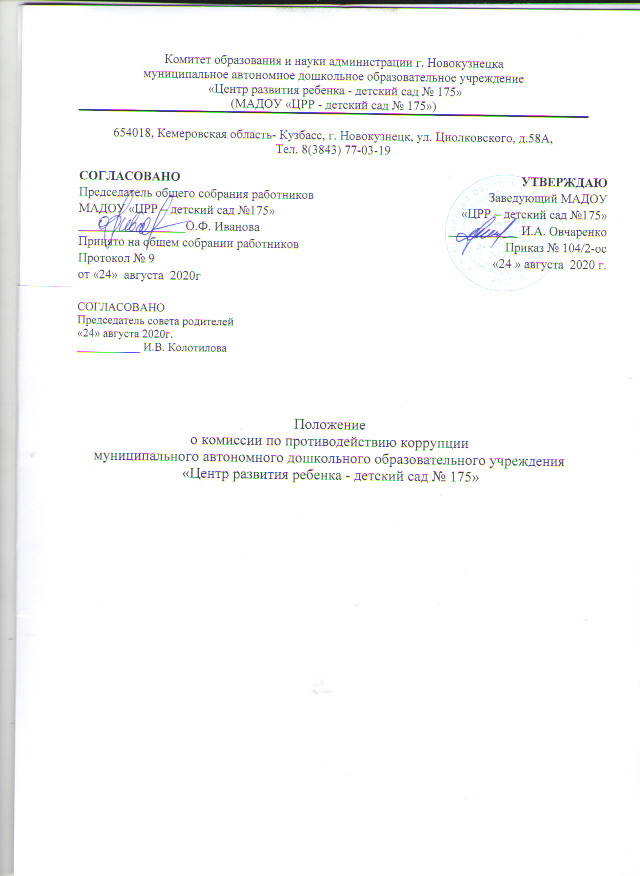 Комитет образования и науки администрации г. Новокузнецка
муниципальное автономное дошкольное образовательное учреждение
«Центр развития ребенка - детский сад № 175»
(МАДОУ «ЦРР - детский сад № 175»)
654018, Кемеровская область- Кузбасс, г. Новокузнецк, ул. Циолковского, д.58А,
Тел. 8(3843) 77-03-19
СОГЛАСОВАНО
Председатель общего собрания работников
МАДОУ «ЦРР – детский сад №175»
О.Ф. Иванова
Принято на общем собрании работников
Протокол № 9
от «24» августа 2020г
УТВЕРЖДАЮ
Заведующий МАДОУ
«ЦРР – детский сад №175»
И.А. Овчаренко
Приказ № 104/2-ос
«24 » августа 2020 г.
СОГЛАСОВАНО
Председатель совета родителей
«24» августа 2020г.
____________ И.В. Колотилова
Положение
о комиссии по противодействию коррупции
муниципального автономного дошкольного образовательного учреждения
«Центр развития ребенка - детский сад № 175»